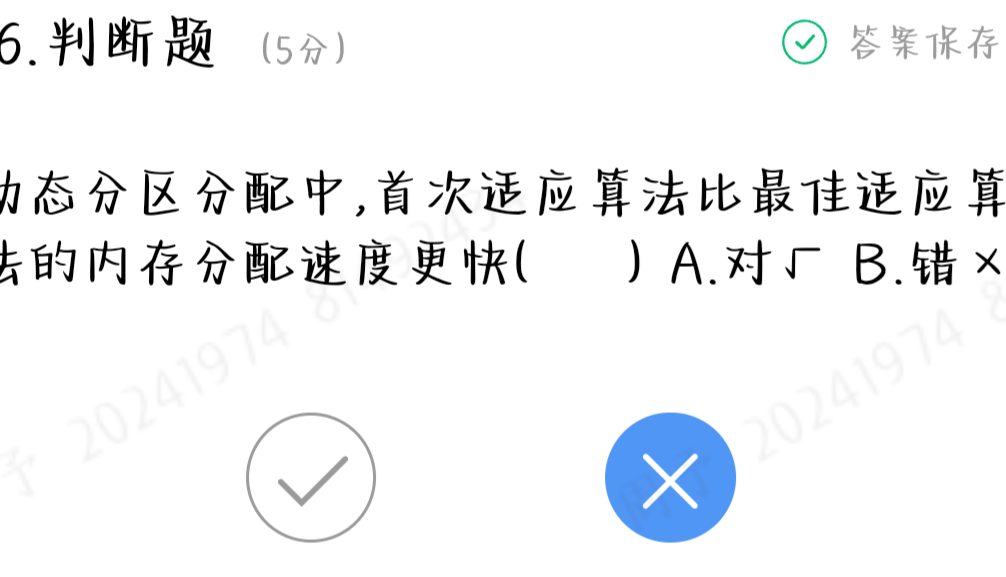 6.判断题 (5分) 答案保存
动态分区分配中,首次适应算法比最佳适应算
法的内存分配速度更快( ) A.对√ B.错×
20241974
20241974